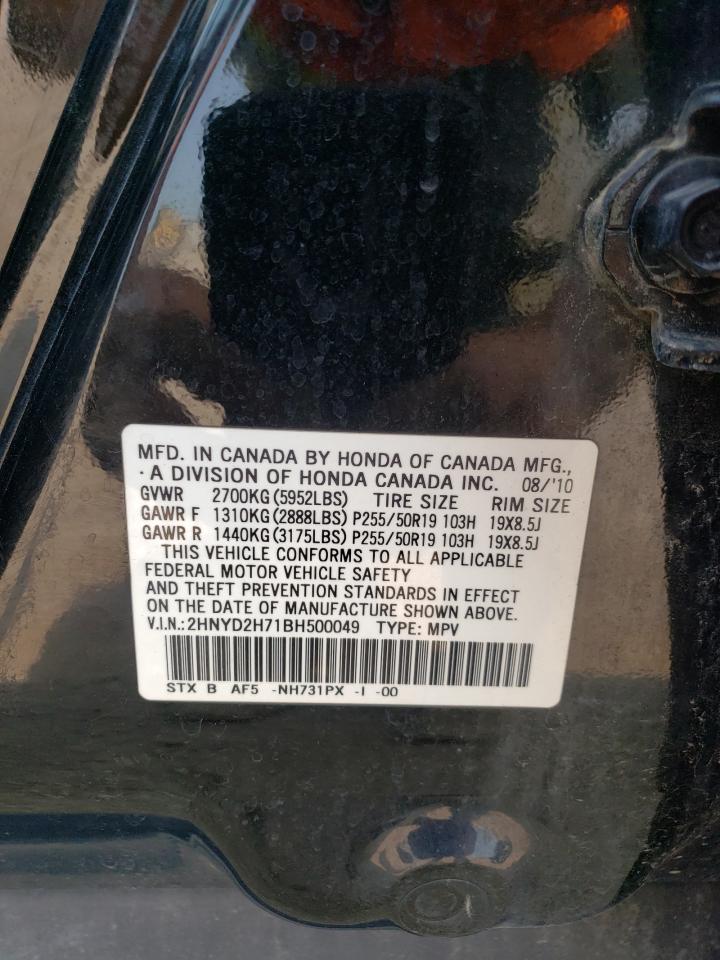 MFD. IN CANADA BY HONDA OF CANADA MFG.,
· A DIVISION OF HONDA CANADA INC. 08/'10
GVWR 2700KG(5952LBS) TIRE SIZE RIM SIZE
GAWR F 1310KG(2888LBS) P255/50R19 103H 19X8.5J
GAWR R 1440KG(3175LBS) P255/50R19 103H 19X8.5J
THIS VEHICLE CONFORMS TO ALL APPLICABLE
FEDERAL MOTOR VEHICLE SAFETY
AND THEFT PREVENTION STANDARDS IN EFFECT
ON THE DATE OF MANUFACTURE SHOWN ABOVE.
V.I.N.:2HNYD2H71BH500049 TYPE: MPV
STX B AF5 -NH731PX -I -00